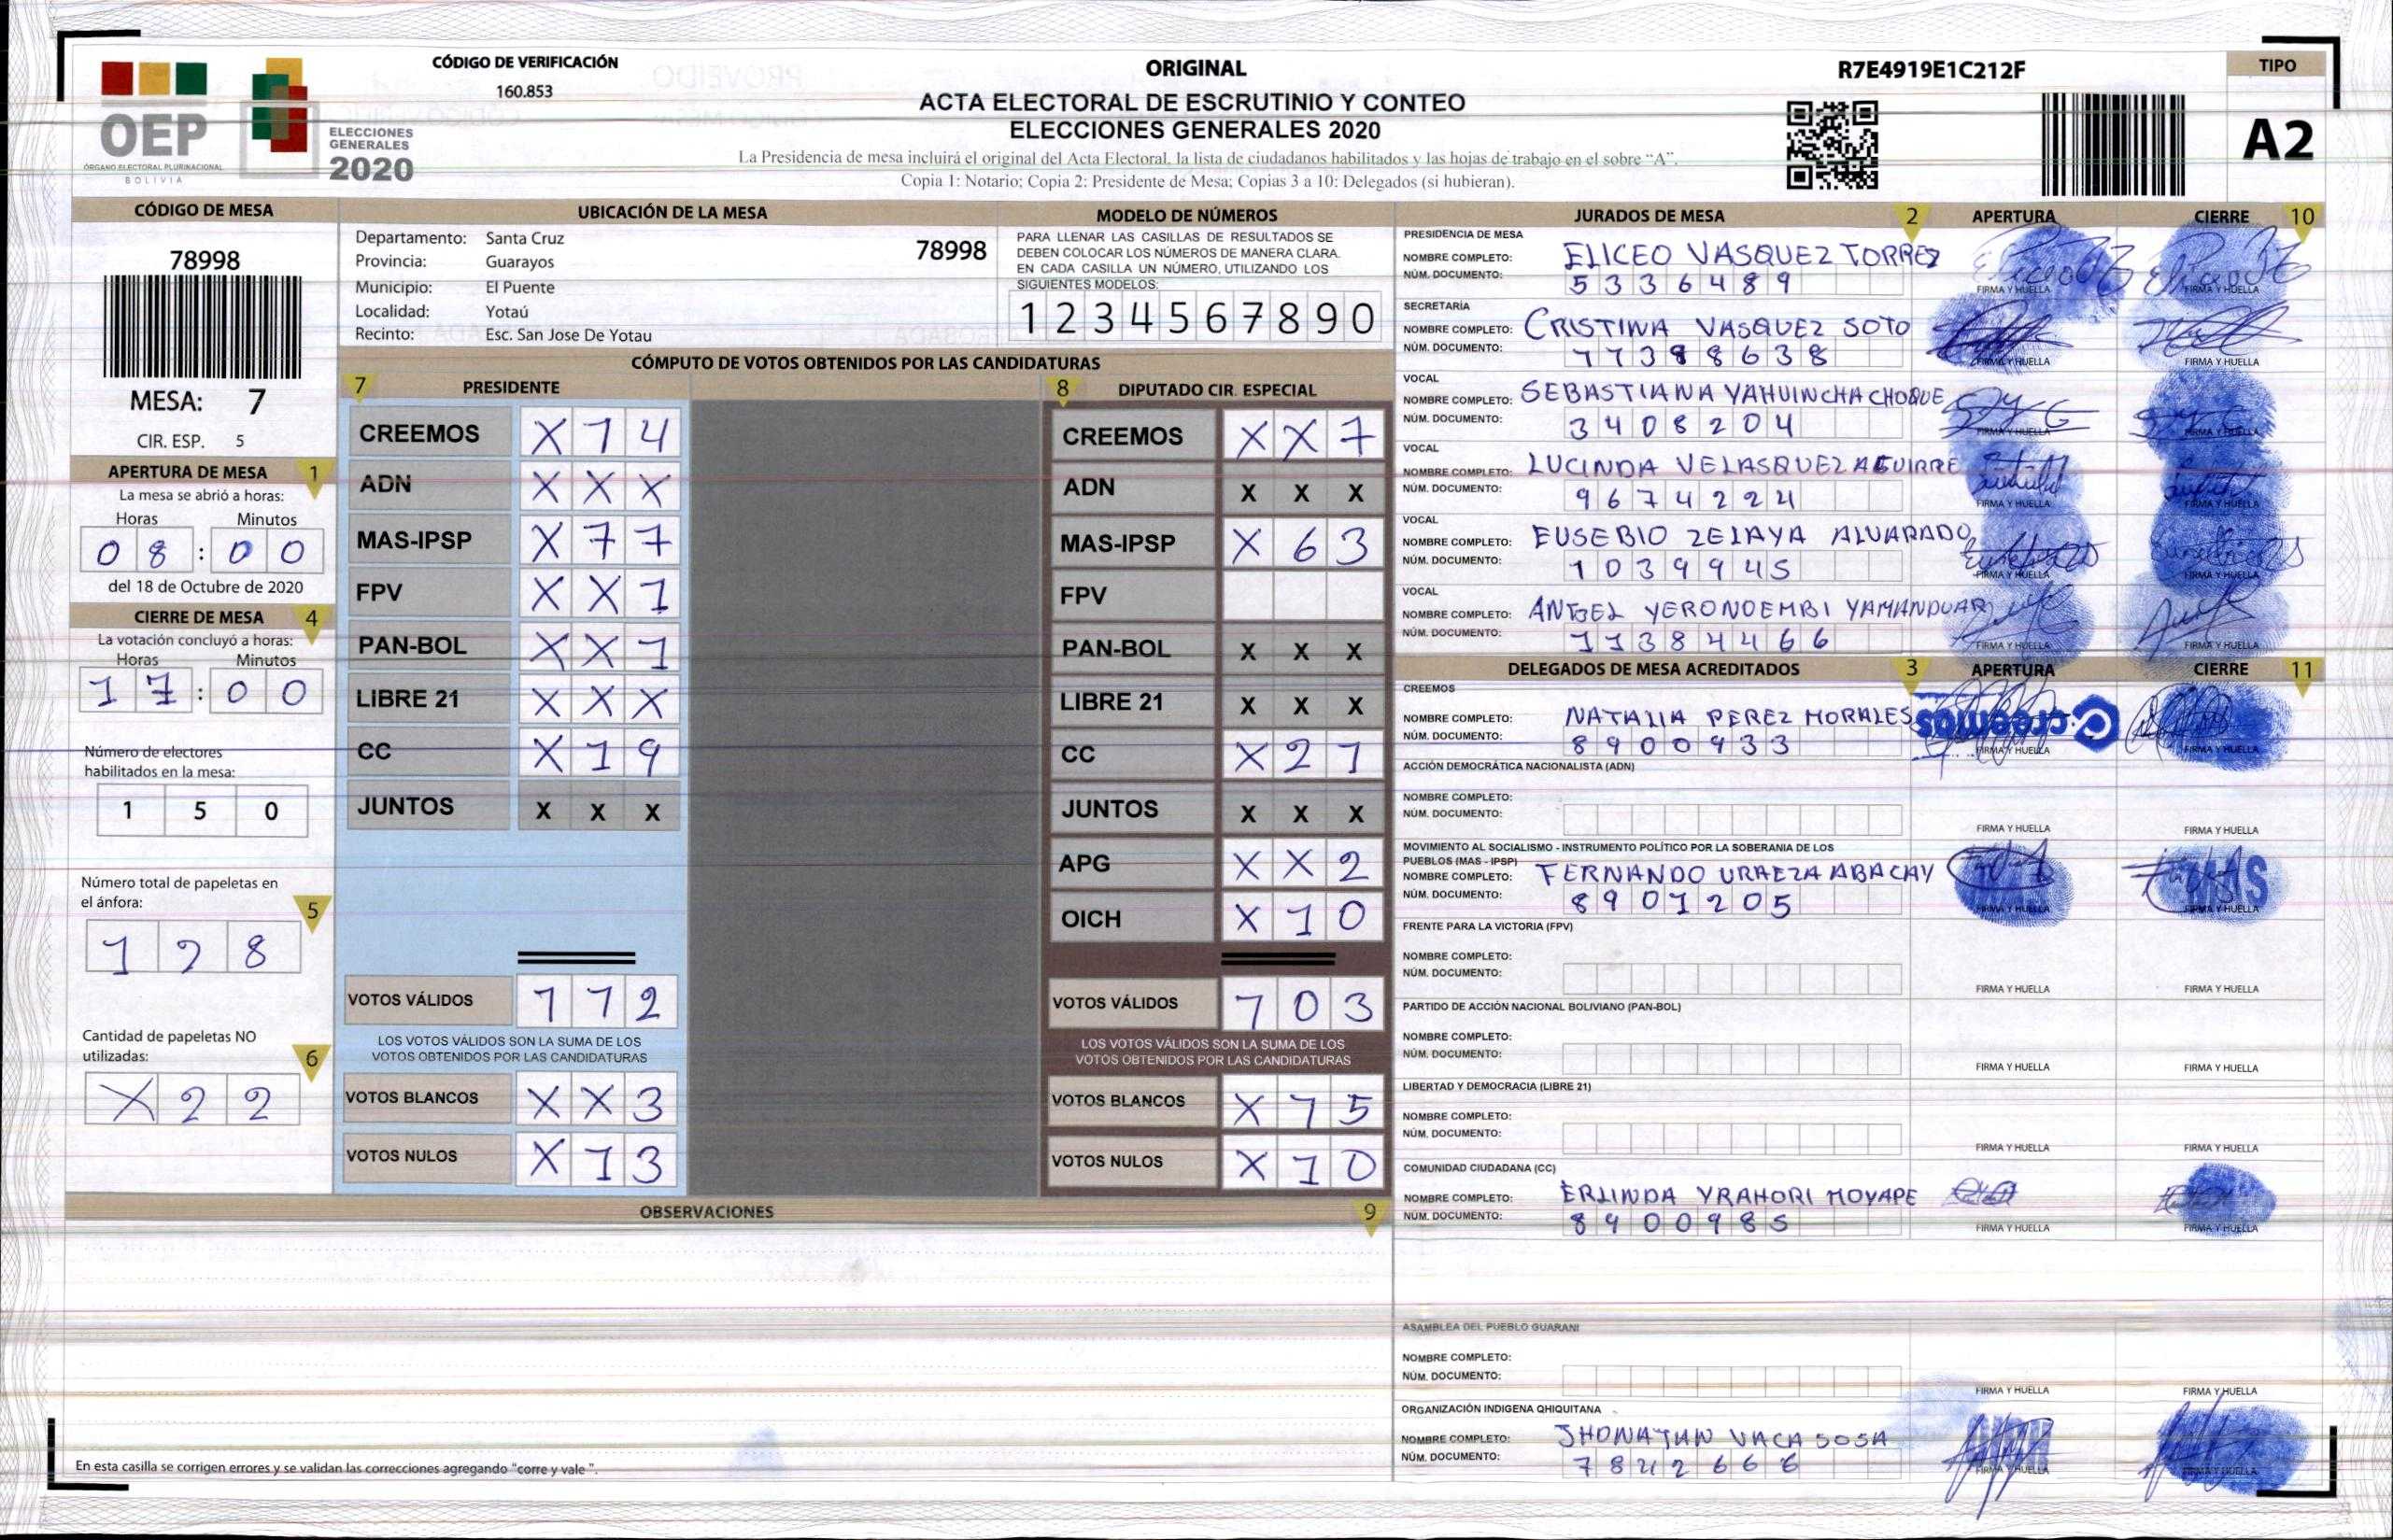 CÓDIGO DE VERIFICACIÓN
160.853
OEP
ÓRGANO ELECTORAL PLURINACIONAL
BOLIVIA
ELECCIONES
GENERALES
2020
ORIGINAL
ACTA ELECTORAL DE ESCRUTINIO Y CONTEO
ELECCIONES GENERALES 2020
La Presidencia de mesa incluirá el original del Acta Electoral, la lista de ciudadanos habilitados y las hojas de trabajo en el sobre “A”.
Copia 1: Notario; Copia 2: Presidente de Mesa; Copias 3 a 10: Delegados (si hubieran).
R7E4919E1C212F
TIPO
A2
CÓDIGO DE MESA
78998
MESA: 7
CIR. ESP. 5
APERTURA DE MESA 1
La mesa se abrió a horas:
Horas Minutos
0 8 : 0 0
del 18 de Octubre de 2020
CIERRE DE MESA 4
La votación concluyó a horas:
Horas Minutos
1 7 : 0 0
Número de electores
habilitados en la mesa:
1 5 0
Número total de papeletas en
el ánfora: 5
1 2 8
Cantidad de papeletas NO
utilizadas: 6
X 2 2
UBICACIÓN DE LA MESA
Departamento: Santa Cruz
78998
Provincia: Guarayos
Municipio: El Puente
Localidad: Yotaú
Recinto: Esc. San Jose De Yotau
MODELO DE NÚMEROS
PARA LLENAR LAS CASILLAS DE RESULTADOS SE
DEBEN COLOCAR LOS NÚMEROS DE MANERA CLARA.
EN CADA CASILLA UN NÚMERO, UTILIZANDO LOS
SIGUIENTES MODELOS:
1 2 3 4 5 6 7 8 9 0
CÓMPUTO DE VOTOS OBTENIDOS POR LAS CANDIDATURAS
7 PRESIDENTE
CREEMOS X 1 4
ADN X X X
MAS-IPSP X 7 7
FPV X X 1
PAN-BOL X X 1
LIBRE 21 X X X
CC X 1 9
JUNTOS X X X
VOTOS VÁLIDOS 1 1 2
LOS VOTOS VÁLIDOS SON LA SUMA DE LOS
VOTOS OBTENIDOS POR LAS CANDIDATURAS
VOTOS BLANCOS X X 3
VOTOS NULOS X 1 3
8 DIPUTADO CIR. ESPECIAL
CREEMOS X X 7
ADN X X X
MAS-IPSP X 6 3
FPV
PAN-BOL X X X
LIBRE 21 X X X
CC X 2 1
JUNTOS X X X
APG X X 2
OICH X 1 0
VOTOS VÁLIDOS 1 0 3
LOS VOTOS VÁLIDOS SON LA SUMA DE LOS
VOTOS OBTENIDOS POR LAS CANDIDATURAS
VOTOS BLANCOS X 1 5
VOTOS NULOS X 1 0
OBSERVACIONES 9
En esta casilla se corrigen errores y se validan las correcciones agregando “corre y vale ”.
JURADOS DE MESA 2 APERTURA CIERRE 10
PRESIDENCIA DE MESA
NOMBRE COMPLETO: ELICEO VASQUEZ TORREZ
NÚM. DOCUMENTO: 5336489
FIRMA Y HUELLA FIRMA Y HUELLA
SECRETARÍA
NOMBRE COMPLETO: CRISTINA VASQUEZ SOTO
NÚM. DOCUMENTO: 11398638
FIRMA Y HUELLA FIRMA Y HUELLA
VOCAL
NOMBRE COMPLETO: SEBASTIANA YAHUINCHA CHOQUE
NÚM. DOCUMENTO: 3408204
FIRMA Y HUELLA FIRMA Y HUELLA
VOCAL
NOMBRE COMPLETO: LUCINDA VELASQUEZ AGUIRRE
NÚM. DOCUMENTO: 9674224
FIRMA Y HUELLA FIRMA Y HUELLA
VOCAL
NOMBRE COMPLETO: EUSEBIO ZELAYA ALVARADO
NÚM. DOCUMENTO: 1039945
FIRMA Y HUELLA FIRMA Y HUELLA
VOCAL
NOMBRE COMPLETO: ANGEL YERONOEMBI YAMANDUAR
NÚM. DOCUMENTO: 11384466
FIRMA Y HUELLA FIRMA Y HUELLA
DELEGADOS DE MESA ACREDITADOS 3 APERTURA CIERRE 11
CREEMOS
NOMBRE COMPLETO: NATALIA PEREZ MORALES
creemos
NÚM. DOCUMENTO: 8900933
FIRMA Y HUELLA FIRMA Y HUELLA
ACCIÓN DEMOCRÁTICA NACIONALISTA (ADN)
NOMBRE COMPLETO:
NÚM. DOCUMENTO:
FIRMA Y HUELLA FIRMA Y HUELLA
MOVIMIENTO AL SOCIALISMO - INSTRUMENTO POLÍTICO POR LA SOBERANIA DE LOS
PUEBLOS (MAS - IPSP)
NOMBRE COMPLETO: FERNANDO URAEZA ABACAY
MAS
NÚM. DOCUMENTO: 8901205
FIRMA Y HUELLA FIRMA Y HUELLA
FRENTE PARA LA VICTORIA (FPV)
NOMBRE COMPLETO:
NÚM. DOCUMENTO:
FIRMA Y HUELLA FIRMA Y HUELLA
PARTIDO DE ACCIÓN NACIONAL BOLIVIANO (PAN-BOL)
NOMBRE COMPLETO:
NÚM. DOCUMENTO:
FIRMA Y HUELLA FIRMA Y HUELLA
LIBERTAD Y DEMOCRACIA (LIBRE 21)
NOMBRE COMPLETO:
NÚM. DOCUMENTO:
FIRMA Y HUELLA FIRMA Y HUELLA
COMUNIDAD CIUDADANA (CC)
NOMBRE COMPLETO: ERLINDA YRAHORI MOYAPE
NÚM. DOCUMENTO: 8900985
FIRMA Y HUELLA FIRMA Y HUELLA
ASAMBLEA DEL PUEBLO GUARANI
NOMBRE COMPLETO:
NÚM. DOCUMENTO:
FIRMA Y HUELLA FIRMA Y HUELLA
ORGANIZACIÓN INDIGENA QHIQUITANA
NOMBRE COMPLETO: JHONATAN VACA SOSA
NÚM. DOCUMENTO: 7842666
FIRMA Y HUELLA FIRMA Y HUELLA